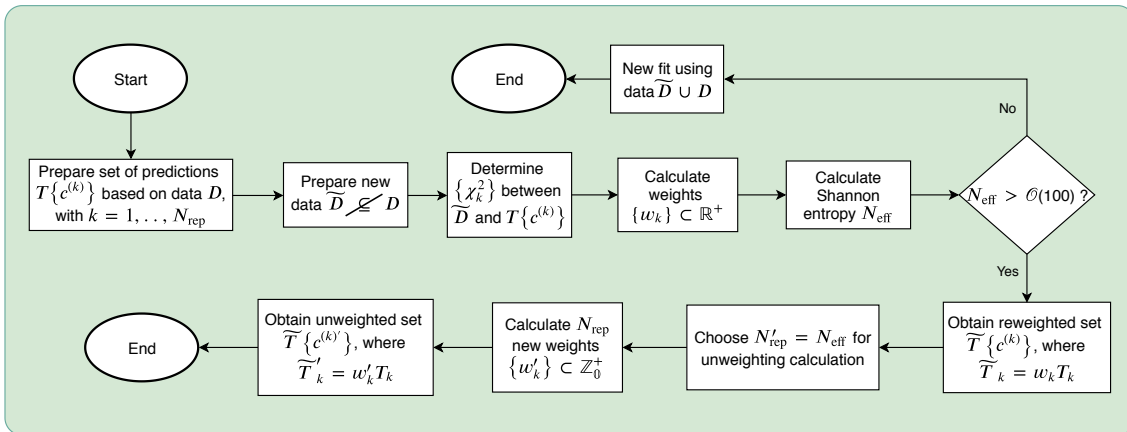 Start
End
New fit using
data D̃ ∪ D
No
Prepare set of predictions
T{c⁽ᵏ⁾} based on data D,
with k = 1, . . , N_rep
Prepare new
data D̃ ⊈ D
Determine
{χ²_k} between
D̃ and T{c⁽ᵏ⁾}
Calculate
weights
{w_k} ⊂ ℝ⁺
Calculate
Shannon
entropy N_eff
N_eff > 𝒪(100) ?
Yes
End
Obtain unweighted set
T̃ {c⁽ᵏ⁾′}, where
T̃′_k = w′_k T_k
Calculate N_rep
new weights
{w′_k} ⊂ ℤ₀⁺
Choose N′_rep = N_eff for
unweighting calculation
Obtain reweighted set
T̃ {c⁽ᵏ⁾}, where
T̃_k = w_k T_k